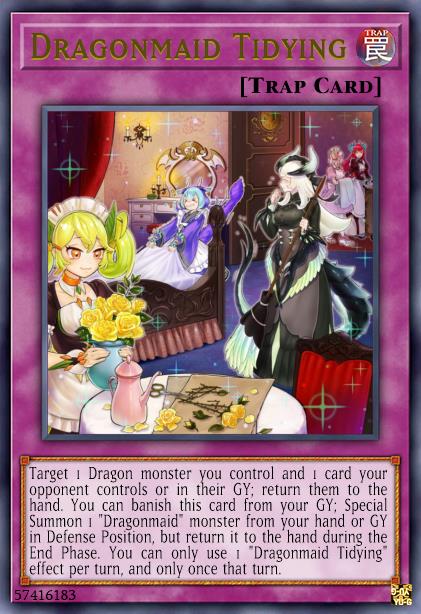 DRAGONMAID TIDYING
TRAP
罠
[TRAP CARD]
Target 1 Dragon monster you control and 1 card your
opponent controls or in their GY; return them to the
hand. You can banish this card from your GY; Special
Summon 1 "Dragonmaid" monster from your hand or GY
in Defense Position, but return it to the hand during the
End Phase. You can only use 1 "Dragonmaid Tidying"
effect per turn, and only once that turn.
57416183